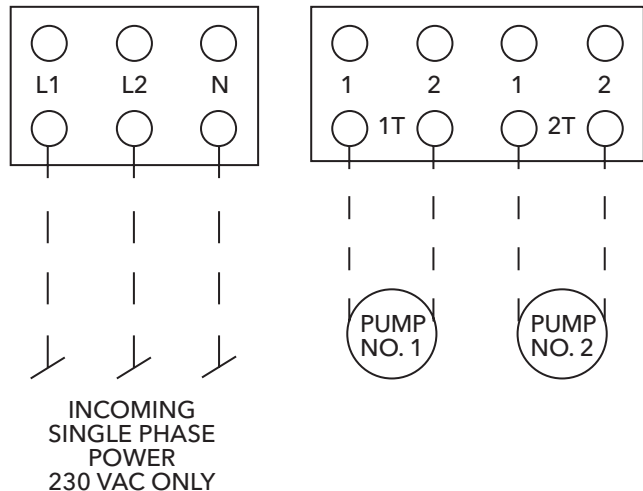 L1 L2 N
1 2 1 2
1T 2T
PUMP
NO. 1
PUMP
NO. 2
INCOMING
SINGLE PHASE
POWER
230 VAC ONLY